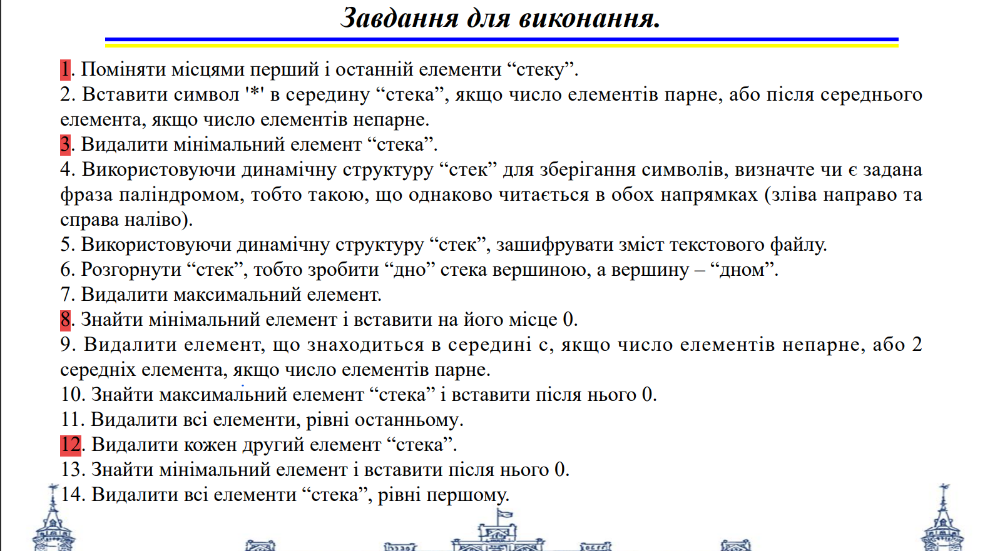 Завдання для виконання.
1. Поміняти місцями перший і останній елементи “стеку”.
2. Вставити символ '*' в середину “стека”, якщо число елементів парне, або після середнього
елемента, якщо число елементів непарне.
3. Видалити мінімальний елемент “стека”.
4. Використовуючи динамічну структуру “стек” для зберігання символів, визначте чи є задана
фраза паліндромом, тобто такою, що однаково читається в обох напрямках (зліва направо та
справа наліво).
5. Використовуючи динамічну структуру “стек”, зашифрувати зміст текстового файлу.
6. Розгорнути “стек”, тобто зробити “дно” стека вершиною, а вершину – “дном”.
7. Видалити максимальний елемент.
8. Знайти мінімальний елемент і вставити на його місце 0.
9. Видалити елемент, що знаходиться в середині с, якщо число елементів непарне, або 2
середніх елемента, якщо число елементів парне.
10. Знайти максимальний елемент “стека” і вставити після нього 0.
11. Видалити всі елементи, рівні останньому.
12. Видалити кожен другий елемент “стека”.
13. Знайти мінімальний елемент і вставити після нього 0.
14. Видалити всі елементи “стека”, рівні першому.